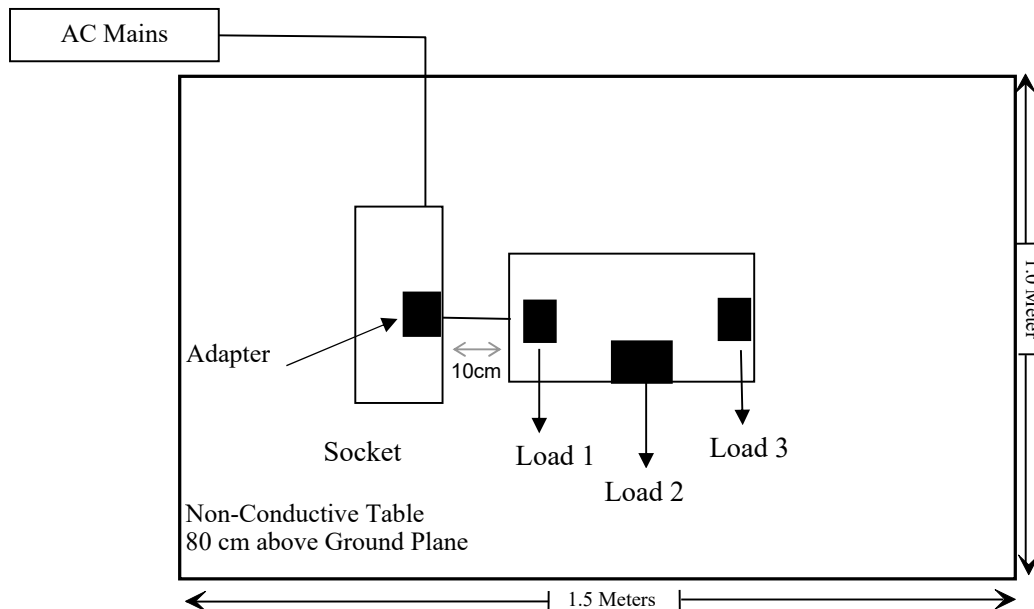 AC Mains
1.0 Meter
Adapter
10cm
Socket
Load 1
Load 3
Load 2
Non-Conductive Table
80 cm above Ground Plane
1.5 Meters